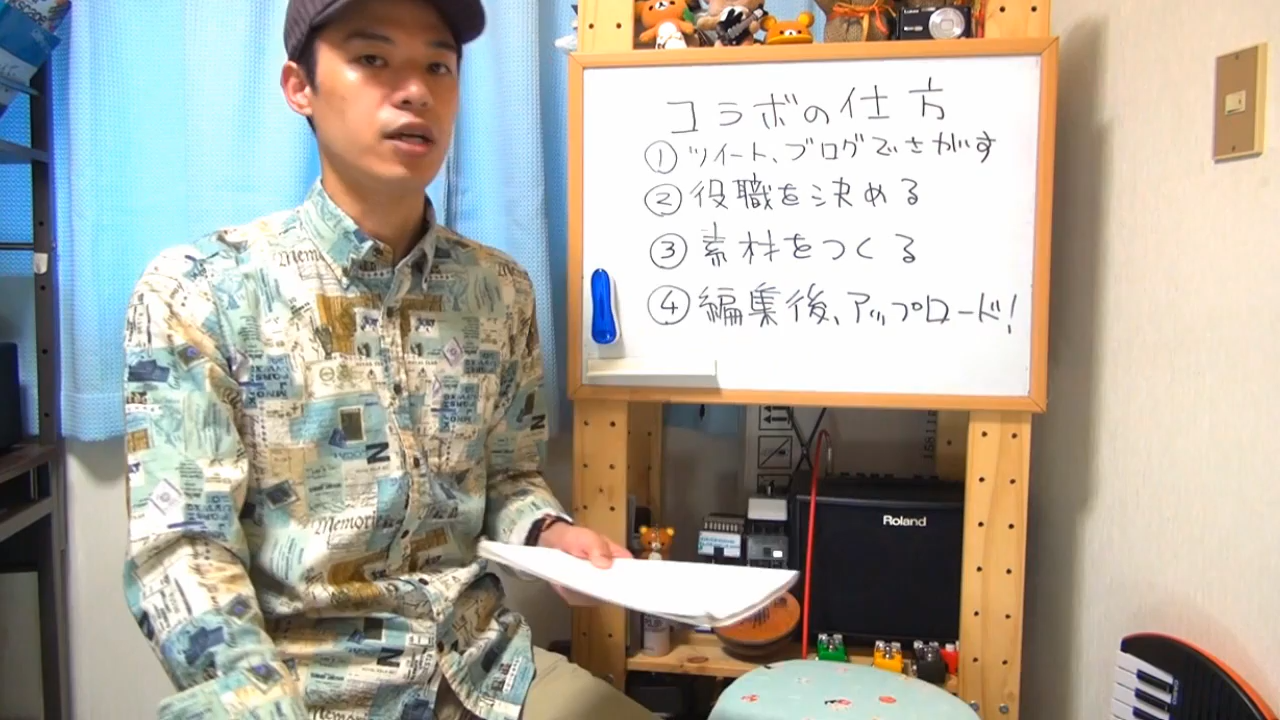 コラボの仕方
① ツイート、ブログでさがす
② 役職を決める
③ 素材をつくる
④ 編集後、アップロード!
Roland
Memorie